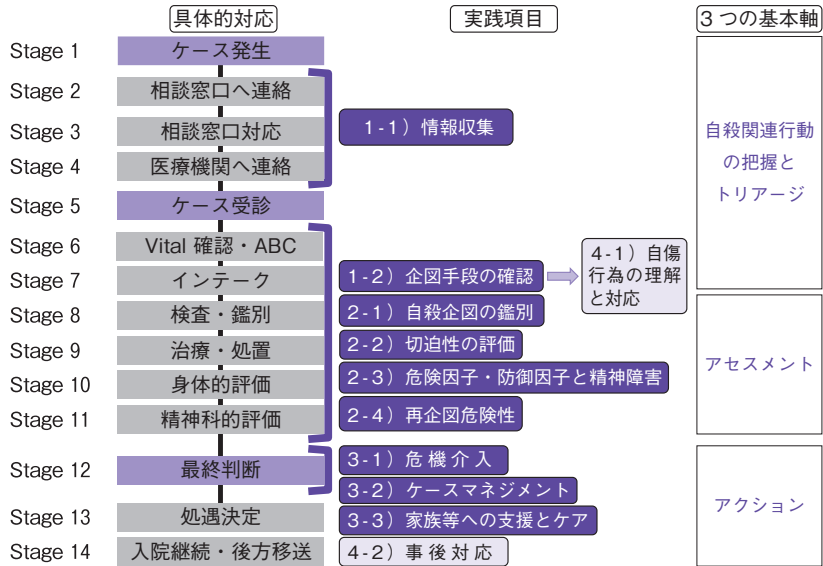 具体的対応 実践項目 3つの基本軸
Stage 1 ケース発生
Stage 2 相談窓口へ連絡
Stage 3 相談窓口対応 1-1）情報収集
Stage 4 医療機関へ連絡
自殺関連行動
の把握と
トリアージ
Stage 5 ケース受診
Stage 6 Vital 確認・ABC
Stage 7 インテーク 1-2）企図手段の確認
4-1）自傷
行為の理解
と対応
Stage 8 検査・鑑別 2-1）自殺企図の鑑別
Stage 9 治療・処置 2-2）切迫性の評価
Stage 10 身体的評価 2-3）危険因子・防御因子と精神障害
アセスメント
Stage 11 精神科的評価 2-4）再企図危険性
Stage 12 最終判断 3-1）危機介入
3-2）ケースマネジメント
アクション
Stage 13 処遇決定 3-3）家族等への支援とケア
Stage 14 入院継続・後方移送 4-2）事後対応